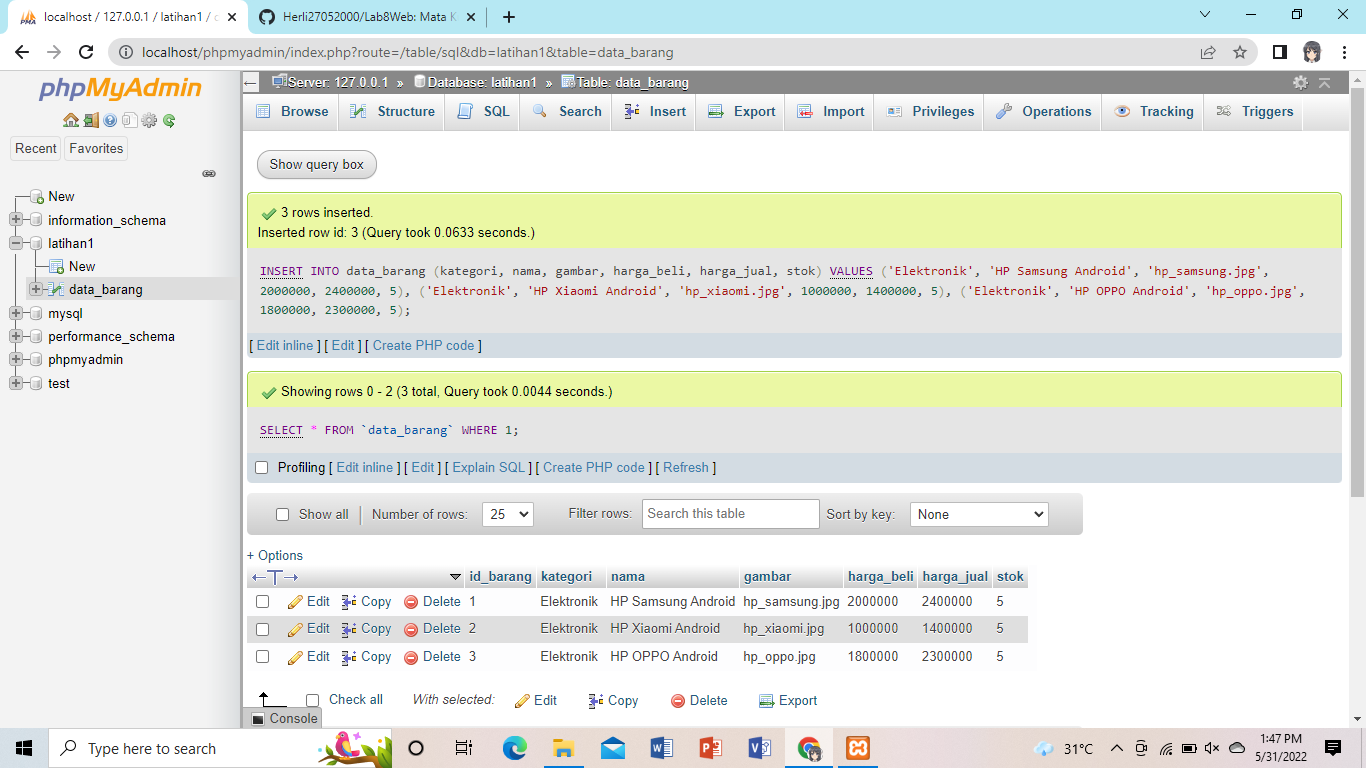 localhost / 127.0.0.1 / latihan1 / d
Herli27052000/Lab8Web: Mata K
localhost/phpmyadmin/index.php?route=/table/sql&db=latihan1&table=data_barang
phpMyAdmin
Recent Favorites
New
information_schema
latihan1
New
data_barang
mysql
performance_schema
phpmyadmin
test
Server: 127.0.0.1 » Database: latihan1 » Table: data_barang
Browse Structure SQL Search Insert Export Import Privileges Operations Tracking Triggers
Show query box
3 rows inserted.
Inserted row id: 3 (Query took 0.0633 seconds.)
INSERT INTO data_barang (kategori, nama, gambar, harga_beli, harga_jual, stok) VALUES ('Elektronik', 'HP Samsung Android', 'hp_samsung.jpg',
2000000, 2400000, 5), ('Elektronik', 'HP Xiaomi Android', 'hp_xiaomi.jpg', 1000000, 1400000, 5), ('Elektronik', 'HP OPPO Android', 'hp_oppo.jpg',
1800000, 2300000, 5);
[ Edit inline ] [ Edit ] [ Create PHP code ]
Showing rows 0 - 2 (3 total, Query took 0.0044 seconds.)
SELECT * FROM `data_barang` WHERE 1;
Profiling [ Edit inline ] [ Edit ] [ Explain SQL ] [ Create PHP code ] [ Refresh ]
Show all | Number of rows: 25 Filter rows: Search this table Sort by key: None
+ Options
id_barang kategori nama gambar harga_beli harga_jual stok
Edit Copy Delete 1 Elektronik HP Samsung Android hp_samsung.jpg 2000000 2400000 5
Edit Copy Delete 2 Elektronik HP Xiaomi Android hp_xiaomi.jpg 1000000 1400000 5
Edit Copy Delete 3 Elektronik HP OPPO Android hp_oppo.jpg 1800000 2300000 5
Check all With selected: Edit Copy Delete Export
Console
Type here to search
31°C
1:47 PM
5/31/2022